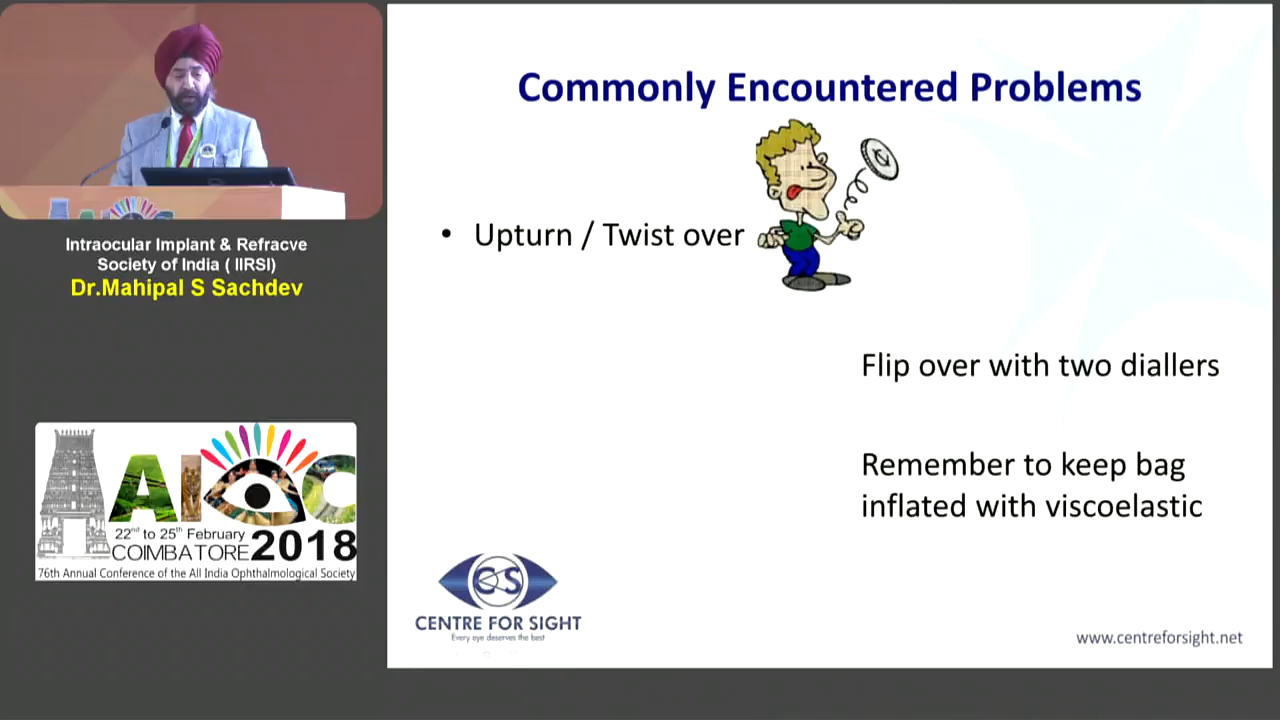 Commonly Encountered Problems
• Upturn / Twist over
Flip over with two diallers
Remember to keep bag
inflated with viscoelastic
Intraocular Implant & Refracve
Society of India ( IIRSI)
Dr.Mahipal S Sachdev
AIOC
22nd to 25th February
COIMBATORE 2018
76th Annual Conference of the All India Ophthalmological Society
CS
CENTRE FOR SIGHT
Every eye deserves the best
www.centreforsight.net